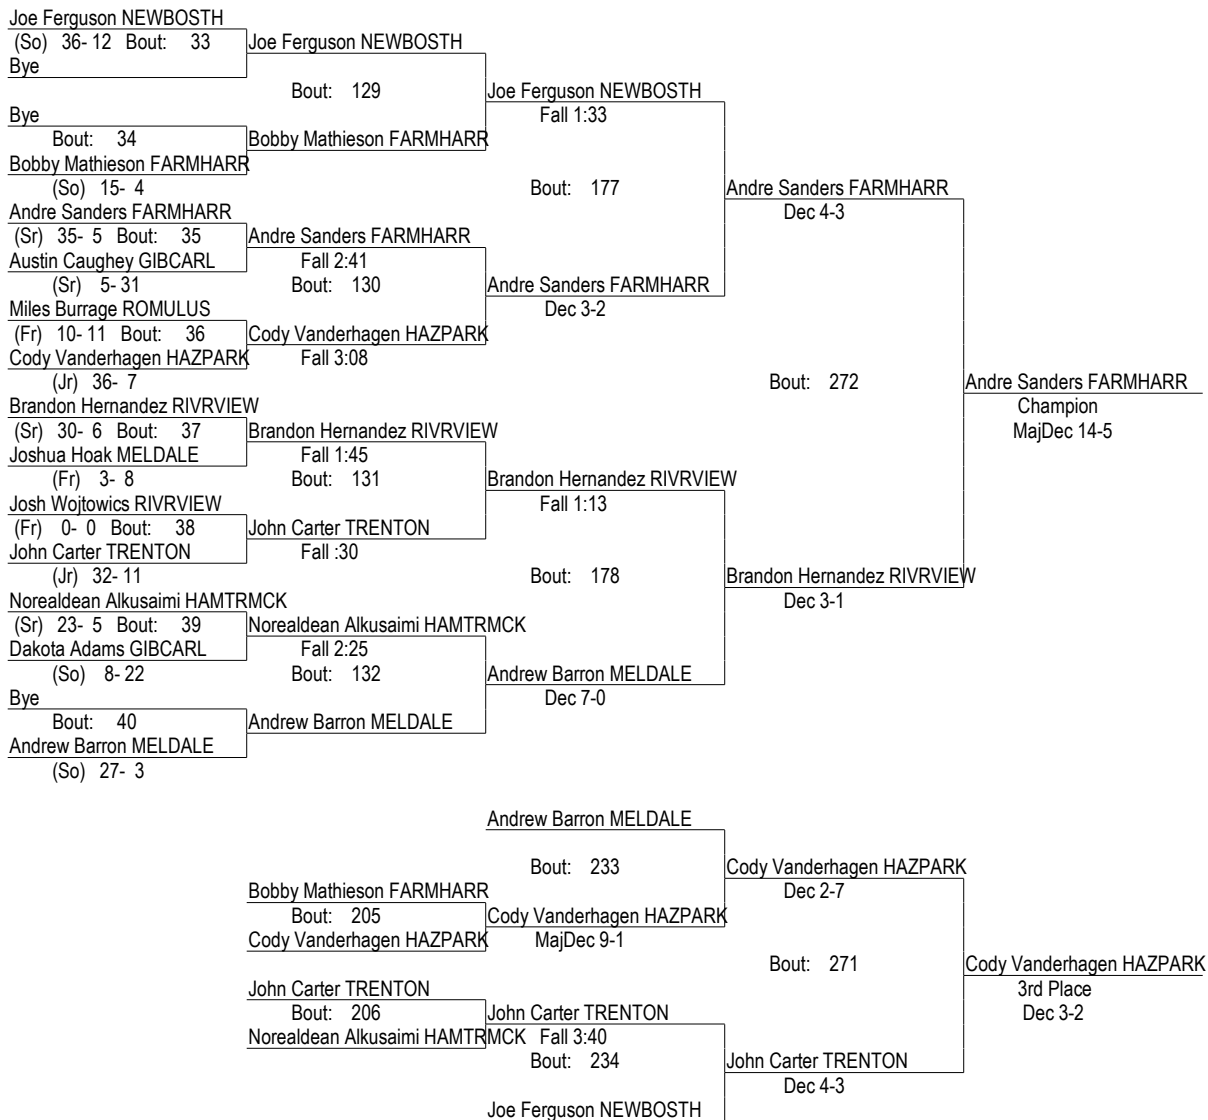 Joe Ferguson NEWBOSTH
(So) 36- 12 Bout: 33 Joe Ferguson NEWBOSTH
Bye
Bout: 129 Joe Ferguson NEWBOSTH
Bye Fall 1:33
Bout: 34 Bobby Mathieson FARMHARR
Bobby Mathieson FARMHARR
(So) 15- 4 Bout: 177 Andre Sanders FARMHARR
Andre Sanders FARMHARR Dec 4-3
(Sr) 35- 5 Bout: 35 Andre Sanders FARMHARR
Austin Caughey GIBCARL Fall 2:41
(Sr) 5- 31 Bout: 130 Andre Sanders FARMHARR
Miles Burrage ROMULUS Dec 3-2
(Fr) 10- 11 Bout: 36 Cody Vanderhagen HAZPARK
Cody Vanderhagen HAZPARK Fall 3:08
(Jr) 36- 7 Bout: 272 Andre Sanders FARMHARR
Brandon Hernandez RIVRVIEW Champion
(Sr) 30- 6 Bout: 37 Brandon Hernandez RIVRVIEW MajDec 14-5
Joshua Hoak MELDALE Fall 1:45
(Fr) 3- 8 Bout: 131 Brandon Hernandez RIVRVIEW
Josh Wojtowics RIVRVIEW Fall 1:13
(Fr) 0- 0 Bout: 38 John Carter TRENTON
John Carter TRENTON Fall :30
(Jr) 32- 11 Bout: 178 Brandon Hernandez RIVRVIEW
Norealdean Alkusaimi HAMTRMCK Dec 3-1
(Sr) 23- 5 Bout: 39 Norealdean Alkusaimi HAMTRMCK
Dakota Adams GIBCARL Fall 2:25
(So) 8- 22 Bout: 132 Andrew Barron MELDALE
Bye Dec 7-0
Bout: 40 Andrew Barron MELDALE
Andrew Barron MELDALE
(So) 27- 3
Andrew Barron MELDALE
Bout: 233 Cody Vanderhagen HAZPARK
Bobby Mathieson FARMHARR Dec 2-7
Bout: 205 Cody Vanderhagen HAZPARK
Cody Vanderhagen HAZPARK MajDec 9-1
Bout: 271 Cody Vanderhagen HAZPARK
John Carter TRENTON 3rd Place
Bout: 206 John Carter TRENTON Dec 3-2
Norealdean Alkusaimi HAMTRMCK Fall 3:40
Bout: 234 John Carter TRENTON
Dec 4-3
Joe Ferguson NEWBOSTH